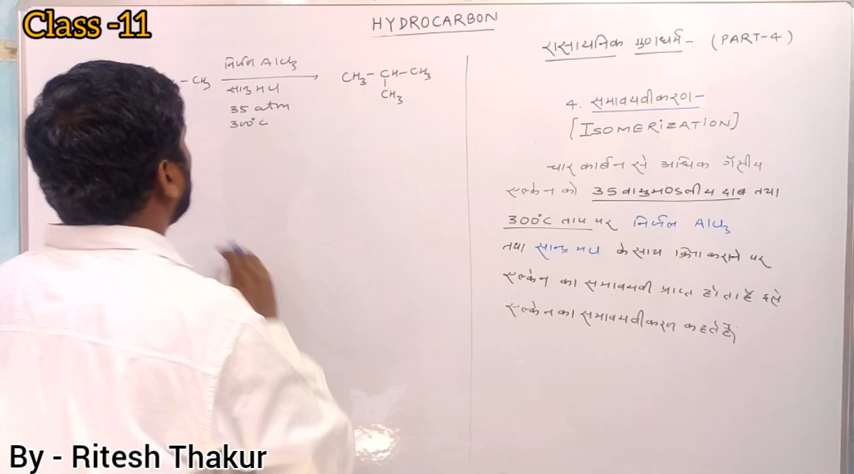 Class -11
HYDROCARBON
- CH₃
निर्जल AlCl₃
सान्द्र HCl
35 atm
300°C
CH₃- CH-CH₃
CH₃
रासायनिक गुणधर्म- (PART-4)
4. समावयवीकरण-
[ISOMERIZATION]
चार कार्बन से अधिक गैसीय
एल्केन को 35 वायुमण्डलीय दाब तथा
300°C ताप पर निर्जल AlCl₃
तथा सान्द्र HCl के साथ क्रिया कराने पर
एल्केन का समावयवी प्राप्त होता है इसे
एल्केन का समावयवीकरण कहते हैं|
By - Ritesh Thakur